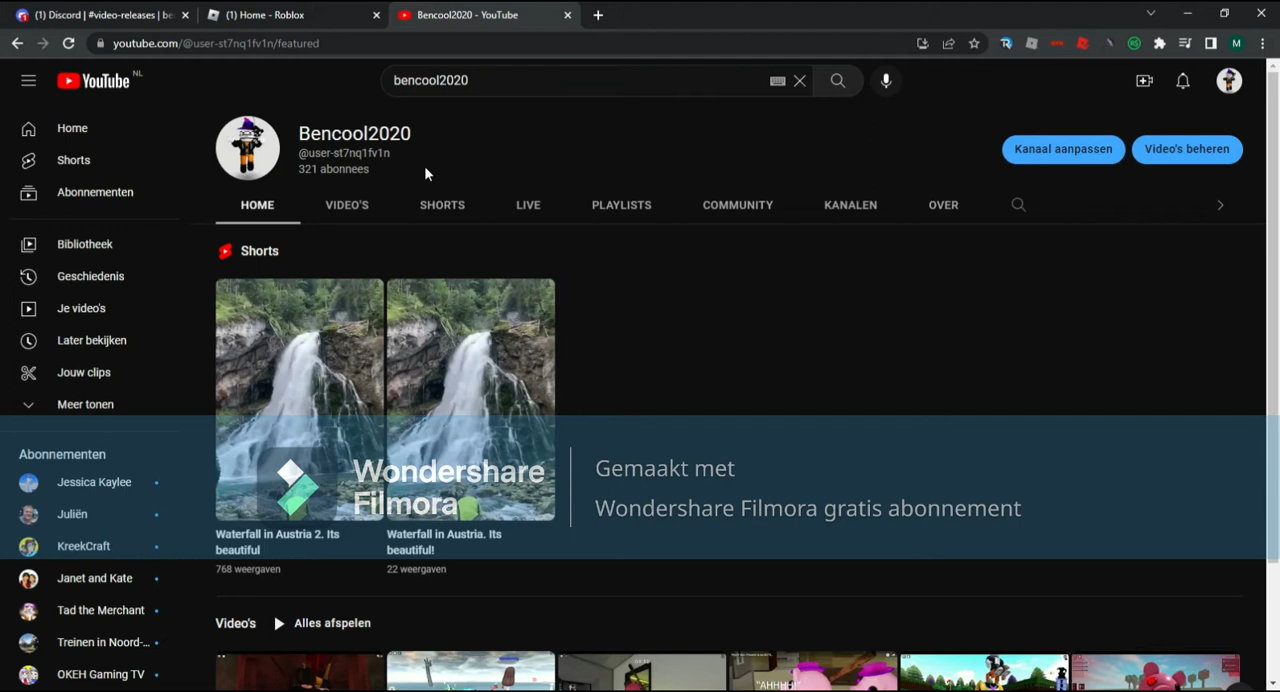 (1) Discord | #video-releases | be
(1) Home - Roblox
Bencool2020 - YouTube
youtube.com/@user-st7nq1fv1n/featured
M
YouTube NL
bencool2020
Home
Shorts
Abonnementen
Bibliotheek
Geschiedenis
Je video's
Later bekijken
Jouw clips
Meer tonen
Abonnementen
Jessica Kaylee
Juliën
KreekCraft
Janet and Kate
Tad the Merchant
Treinen in Noord-...
OKEH Gaming TV
Bencool2020
@user-st7nq1fv1n
321 abonnees
Kanaal aanpassen
Video's beheren
HOME VIDEO'S SHORTS LIVE PLAYLISTS COMMUNITY KANALEN OVER
Shorts
Wondershare
Filmora
Gemaakt met
Wondershare Filmora gratis abonnement
Waterfall in Austria 2. Its
beautiful
768 weergaven
Waterfall in Austria. Its
beautiful!
22 weergaven
Video's
Alles afspelen
"AHHHH!"